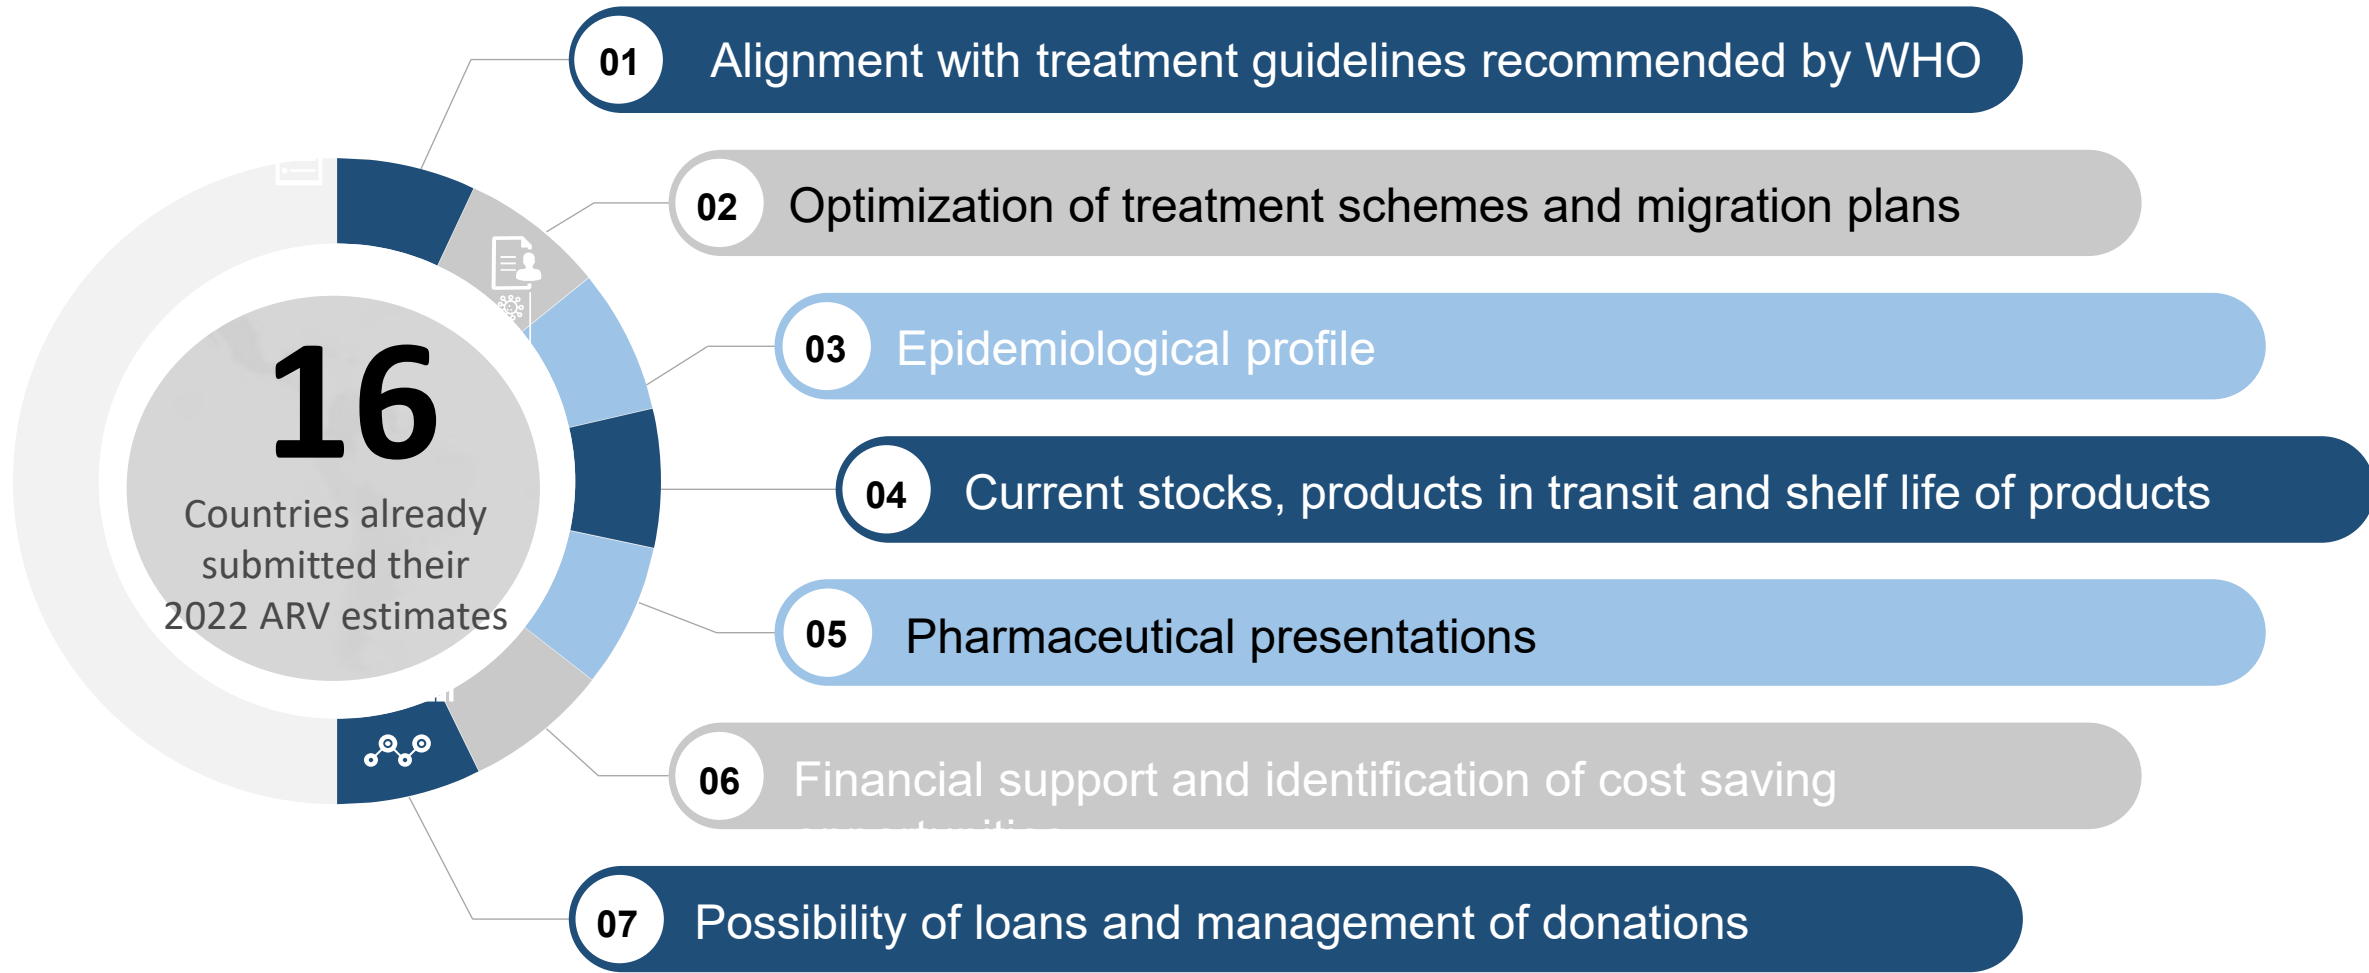 01 Alignment with treatment guidelines recommended by WHO
02 Optimization of treatment schemes and migration plans
03 Epidemiological profile
16
Countries already
submitted their
2022 ARV estimates
04 Current stocks, products in transit and shelf life of products
05 Pharmaceutical presentations
06 Financial support and identification of cost saving
opportunities
07 Possibility of loans and management of donations